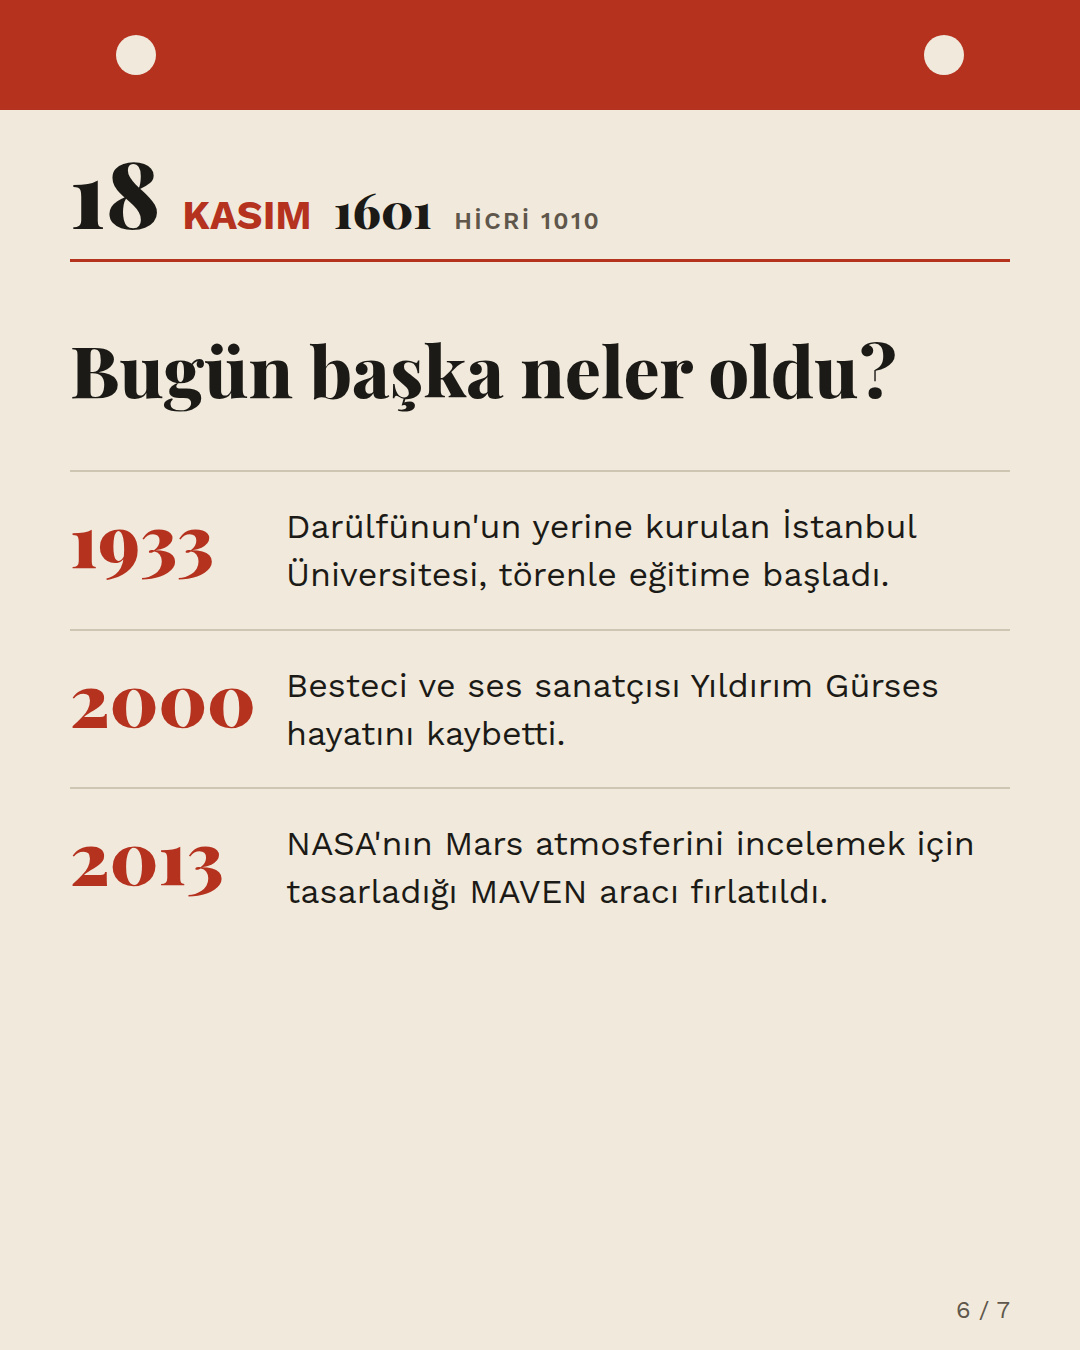 18 KASIM 1601 HİCRİ 1010
Bugün başka neler oldu?
1933 Darülfünun'un yerine kurulan İstanbul
Üniversitesi, törenle eğitime başladı.
2000 Besteci ve ses sanatçısı Yıldırım Gürses
hayatını kaybetti.
2013 NASA'nın Mars atmosferini incelemek için
tasarladığı MAVEN aracı fırlatıldı.
6 / 7